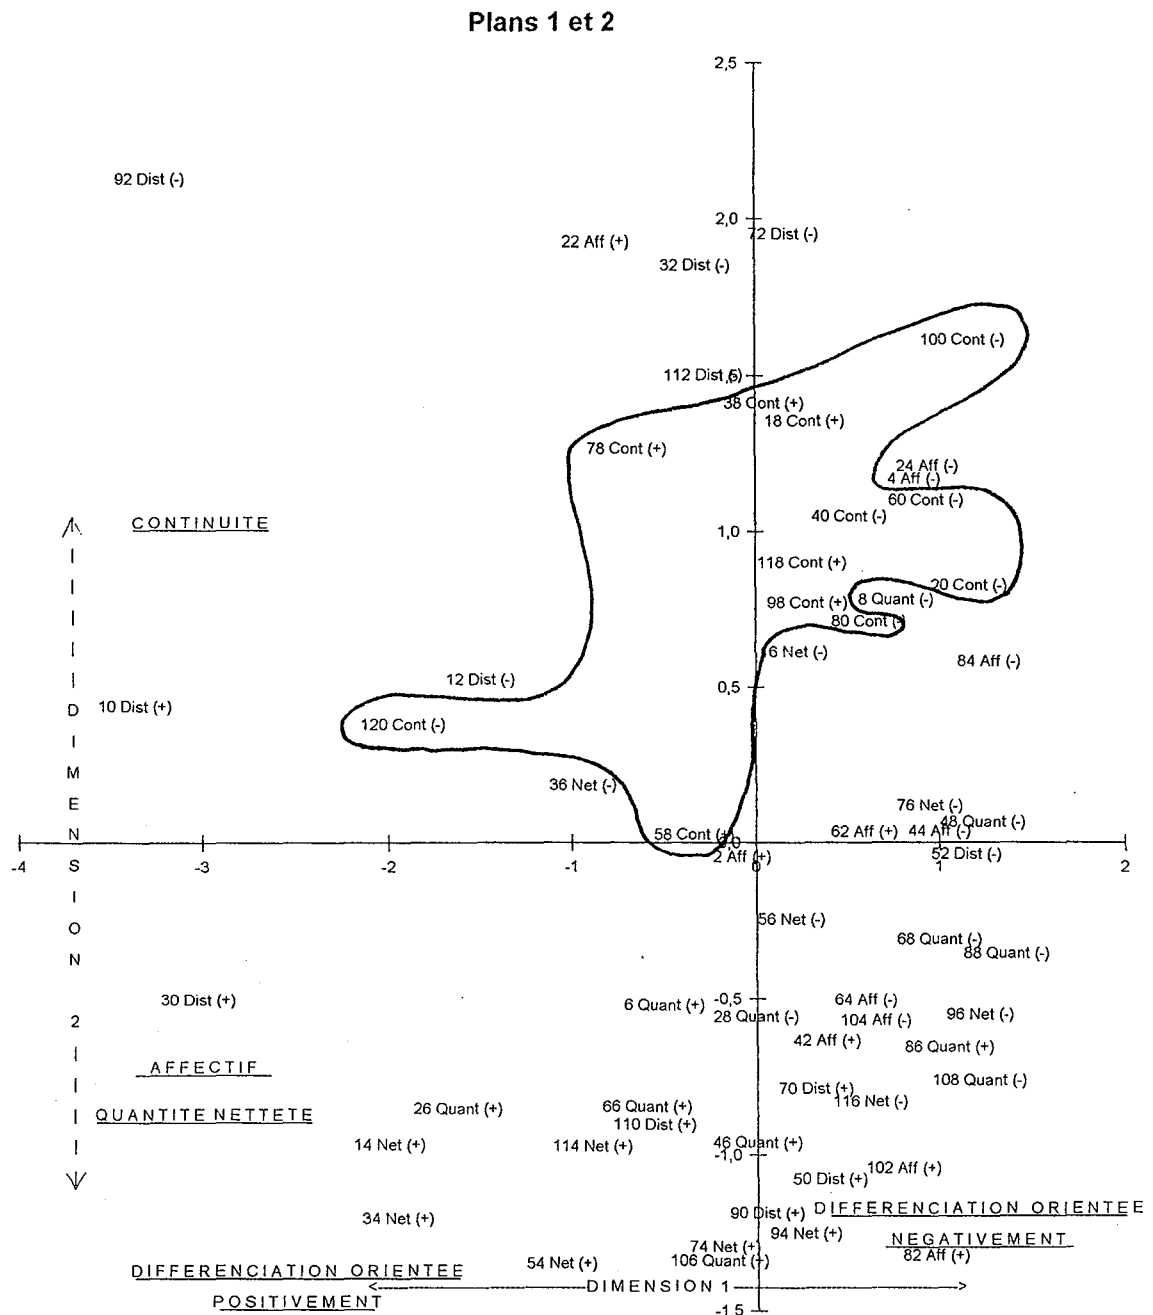 Plans 1 et 2
2,5
92 Dist (-)
2,0
72 Dist (-)
22 Aff (+)
32 Dist (-)
100 Cont (-)
112 Dist
38 Cont (+)
18 Cont (+)
78 Cont (+)
24 Aff (-)
4 Aff (-)
60 Cont (-)
40 Cont (-)
CONTINUITE
1,0
118 Cont (+)
20 Cont (-)
98 Cont (+)
8 Quant (-)
80 Cont (-)
6 Net (-)
84 Aff (-)
12 Dist (-)
0,5
10 Dist (+)
120 Cont (-)
36 Net (-)
76 Net (-)
48 Quant (-)
58 Cont (+)
62 Aff (+)
44 Aff (-)
0,0
2 Aff (+)
52 Dist (-)
-4
-3
-2
-1
0
1
2
56 Net (-)
68 Quant (-)
88 Quant (-)
30 Dist (+)
6 Quant (+)
-0,5
64 Aff (-)
28 Quant (-)
104 Aff (-)
96 Net (-)
42 Aff (+)
86 Quant (+)
DIMENSION 2
AFFECTIF
108 Quant (-)
70 Dist (+)
116 Net (-)
QUANTITE NETTETE
26 Quant (+)
66 Quant (+)
110 Dist (+)
14 Net (+)
114 Net (+)
46 Quant (+)
-1,0
102 Aff (+)
50 Dist (+)
34 Net (+)
90 Dist (+)
DIFFERENCIATION ORIENTEE
94 Net (+)
NEGATIVEMENT
74 Net (+)
82 Aff (+)
54 Net (+)
106 Quant (+)
DIFFERENCIATION ORIENTEE
DIMENSION 1
POSITIVEMENT
-1,5